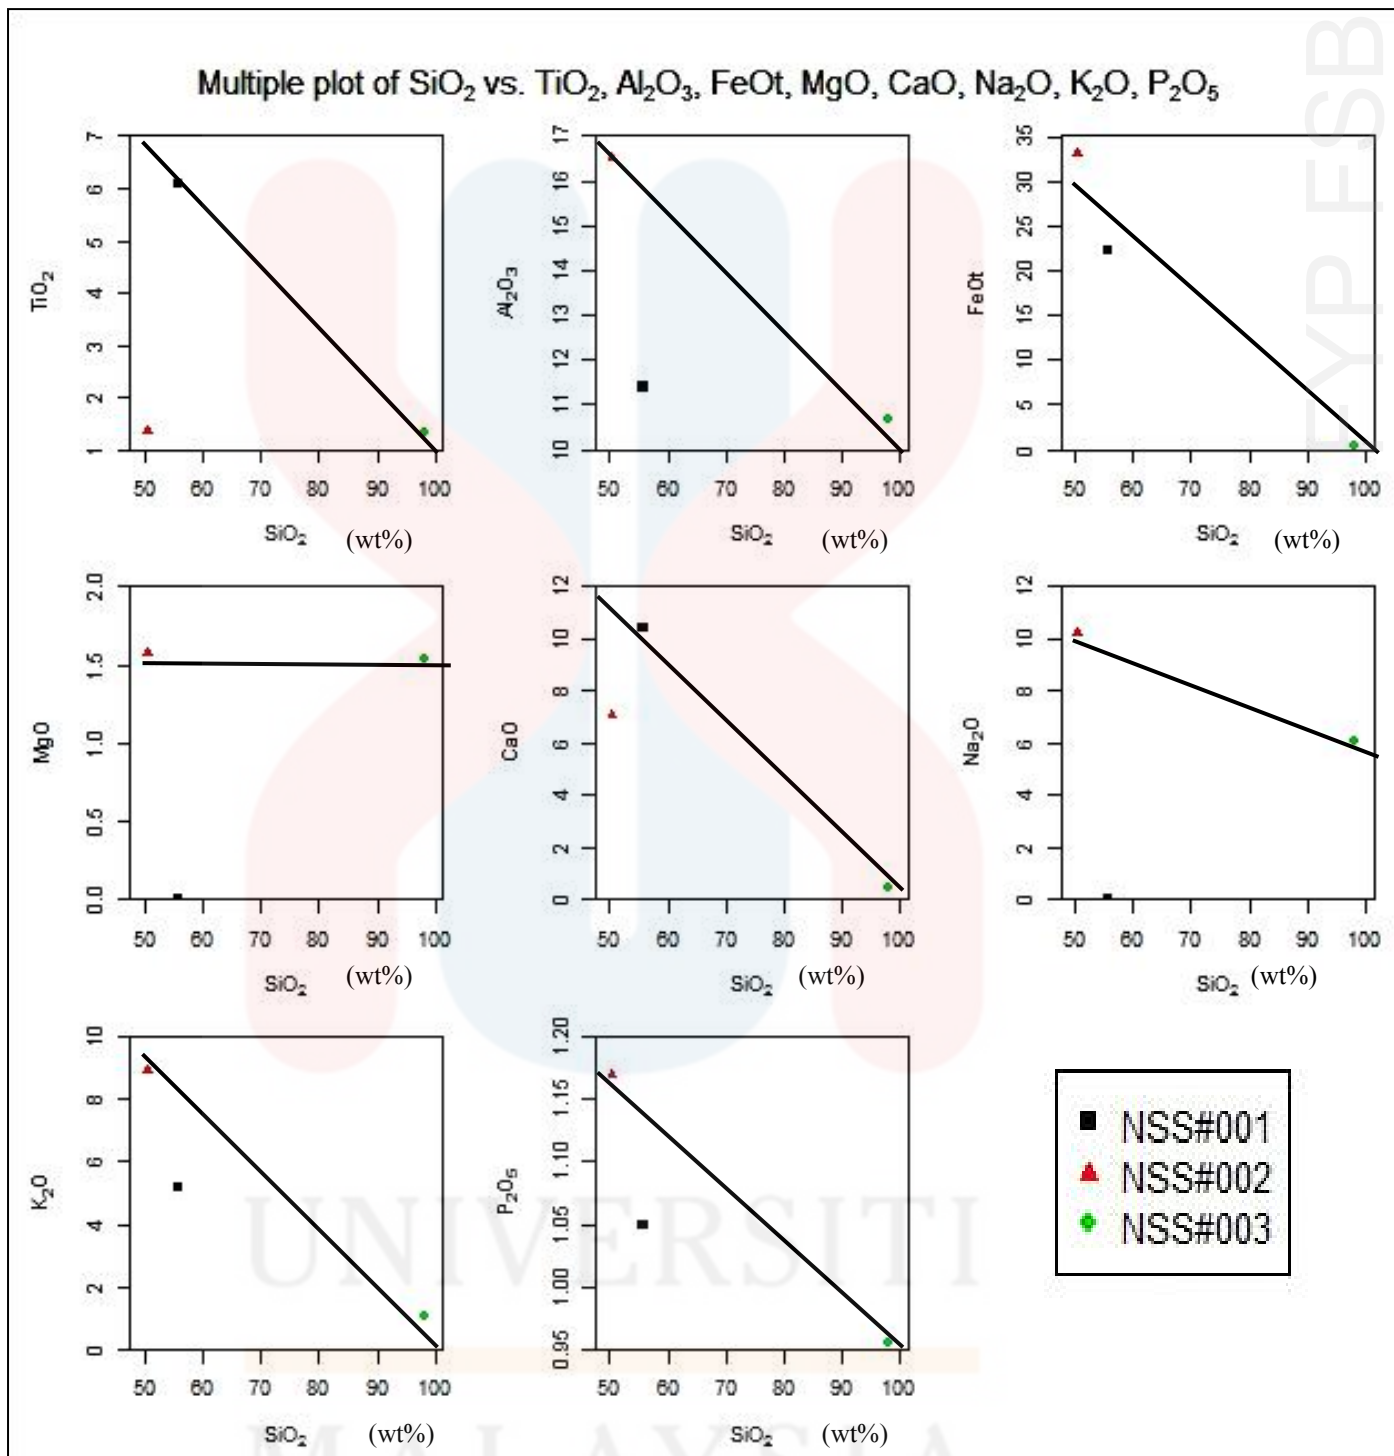 FYP FSB
Multiple plot of SiO₂ vs. TiO₂, Al₂O₃, FeOt, MgO, CaO, Na₂O, K₂O, P₂O₅
TiO₂
1 2 3 4 5 6 7
50 60 70 80 90 100
SiO₂ (wt%)
Al₂O₃
10 11 12 13 14 15 16 17
50 60 70 80 90 100
SiO₂ (wt%)
FeOt
0 5 10 15 20 25 30 35
50 60 70 80 90 100
SiO₂ (wt%)
MgO
0.0 0.5 1.0 1.5 2.0
50 60 70 80 90 100
SiO₂ (wt%)
CaO
0 2 4 6 8 10 12
50 60 70 80 90 100
SiO₂ (wt%)
Na₂O
0 2 4 6 8 10 12
50 60 70 80 90 100
SiO₂ (wt%)
K₂O
0 2 4 6 8 10
50 60 70 80 90 100
SiO₂ (wt%)
P₂O₅
0.95 1.00 1.05 1.10 1.15 1.20
50 60 70 80 90 100
SiO₂ (wt%)
NSS#001
NSS#002
NSS#003
UNIVERSITI
MALAYSIA